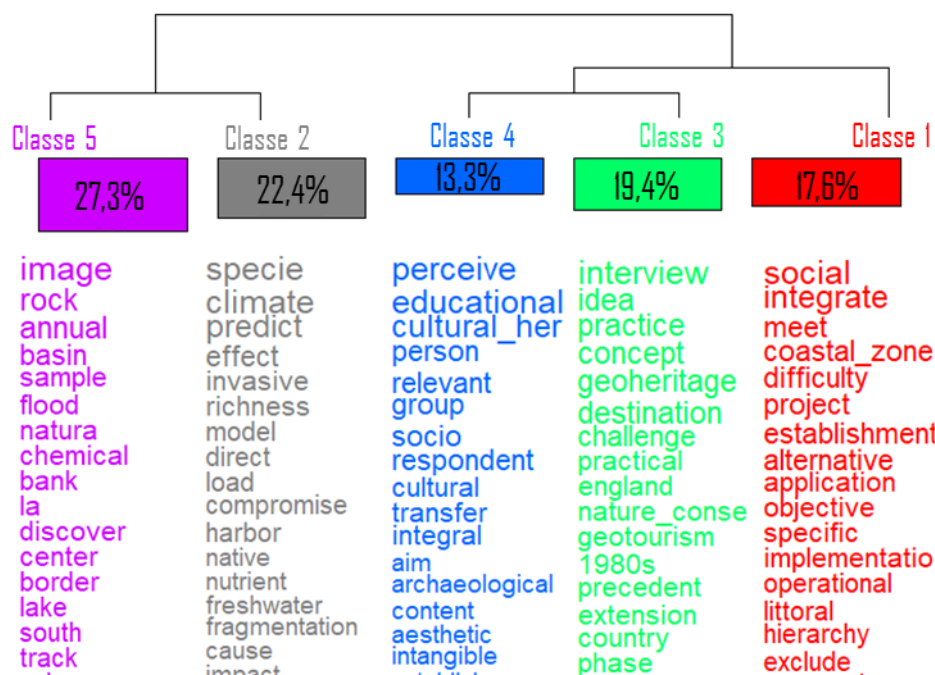 Classe 5
Classe 2
Classe 4
Classe 3
Classe 1
27,3%
22,4%
13,3%
19,4%
17,6%
image
rock
annual
basin
sample
flood
natura
chemical
bank
la
discover
center
border
lake
south
track
specie
climate
predict
effect
invasive
richness
model
direct
load
compromise
harbor
native
nutrient
freshwater
fragmentation
cause
impact
perceive
educational
cultural_her
person
relevant
group
socio
respondent
cultural
transfer
integral
aim
archaeological
content
aesthetic
intangible
interview
idea
practice
concept
geoheritage
destination
challenge
practical
england
nature_conse
geotourism
1980s
precedent
extension
country
phase
social
integrate
meet
coastal_zone
difficulty
project
establishment
alternative
application
objective
specific
implementatio
operational
littoral
hierarchy
exclude